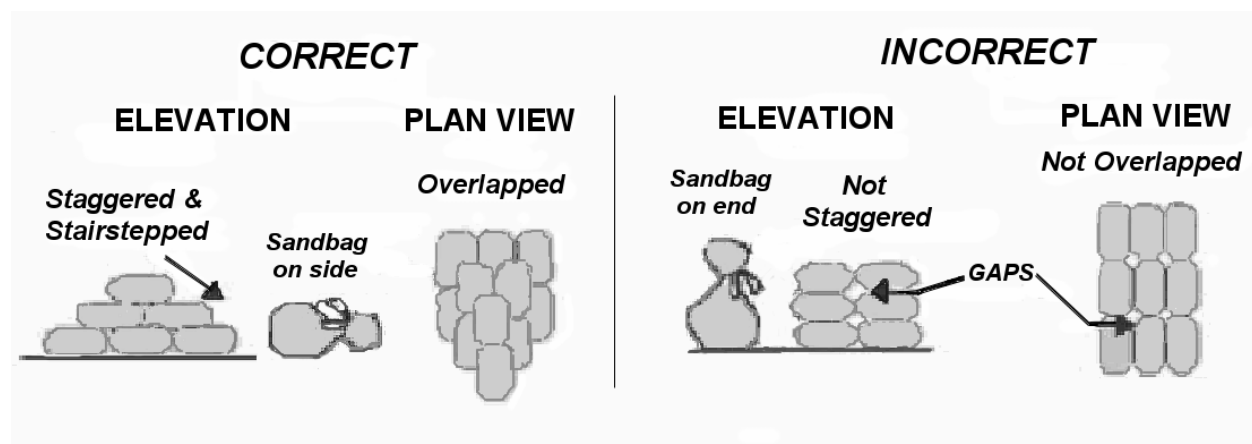 CORRECT
ELEVATION
PLAN VIEW
Staggered &
Stairstepped
Sandbag
on side
Overlapped
INCORRECT
ELEVATION
PLAN VIEW
Sandbag
on end
Not
Staggered
Not Overlapped
GAPS